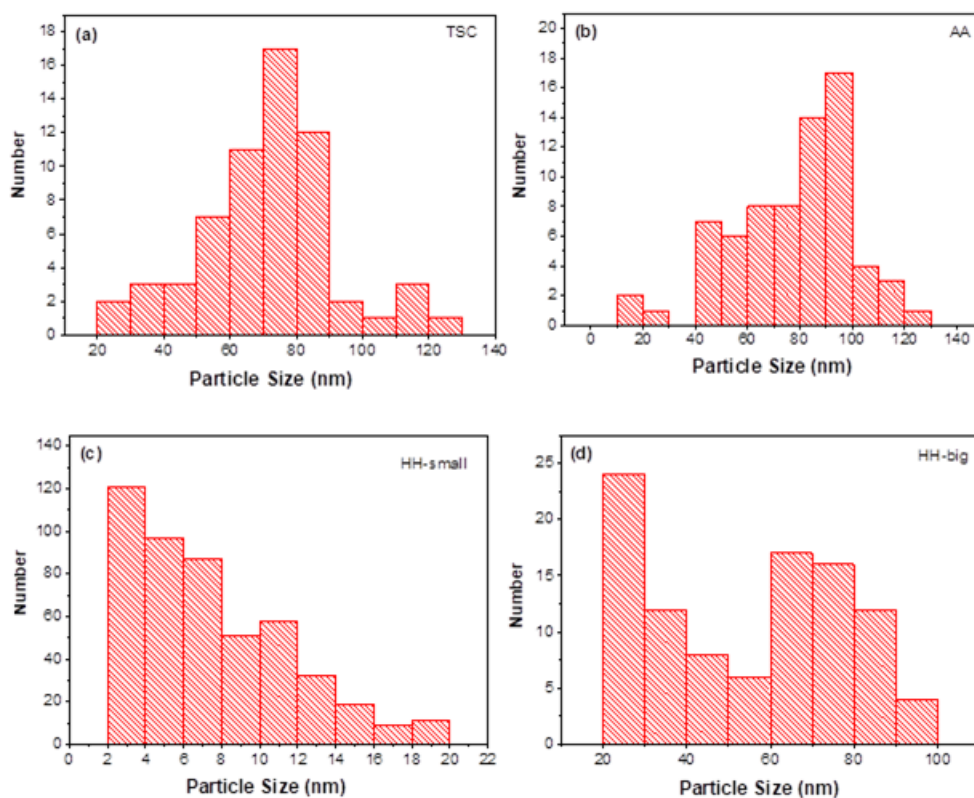 (a)
TSC
18
16
14
12
10
8
6
4
2
0
Number
20 40 60 80 100 120 140
Particle Size (nm)
(b)
AA
24
22
20
18
16
14
12
10
8
6
4
2
0
Number
0 20 40 60 80 100 120 140
Particle Size (nm)
(c)
HH-small
140
120
100
80
60
40
20
0
Number
0 2 4 6 8 10 12 14 16 18 20 22
Particle Size (nm)
(d)
HH-big
25
20
15
10
5
0
Number
20 40 60 80 100
Particle Size (nm)